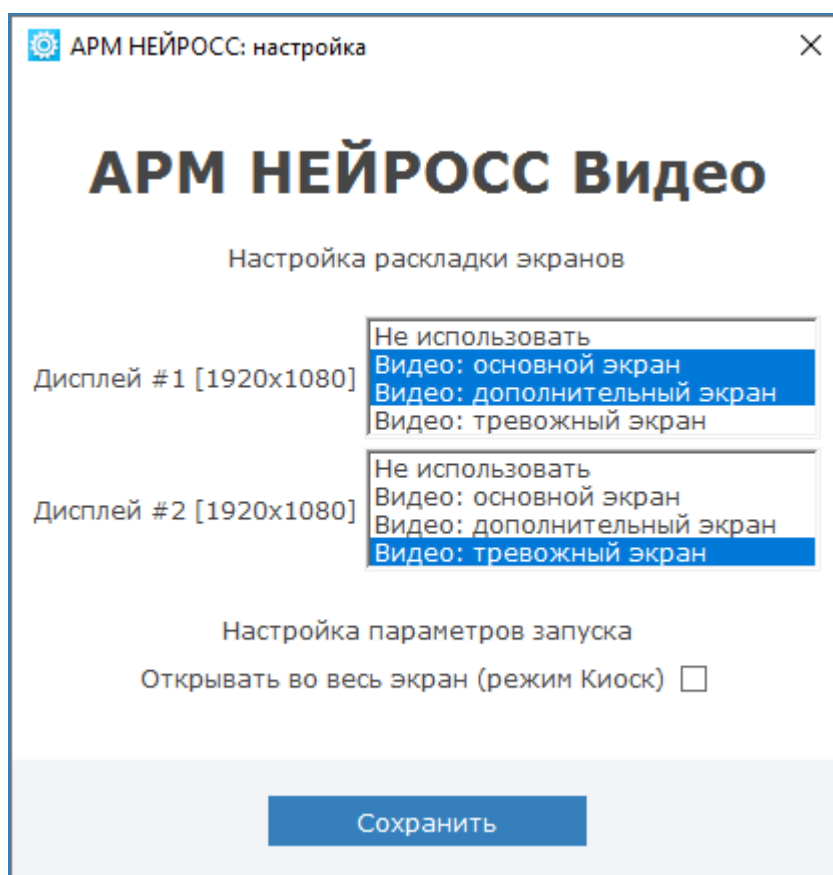 АРМ НЕЙРОСС: настройка
АРМ НЕЙРОСС Видео
Настройка раскладки экранов
Дисплей #1 [1920x1080]
Не использовать
Видео: основной экран
Видео: дополнительный экран
Видео: тревожный экран
Дисплей #2 [1920x1080]
Не использовать
Видео: основной экран
Видео: дополнительный экран
Видео: тревожный экран
Настройка параметров запуска
Открывать во весь экран (режим Киоск)
Сохранить